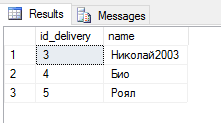 Results Messages
id_delivery name
1 3 Николай2003
2 4 Био
3 5 Роял